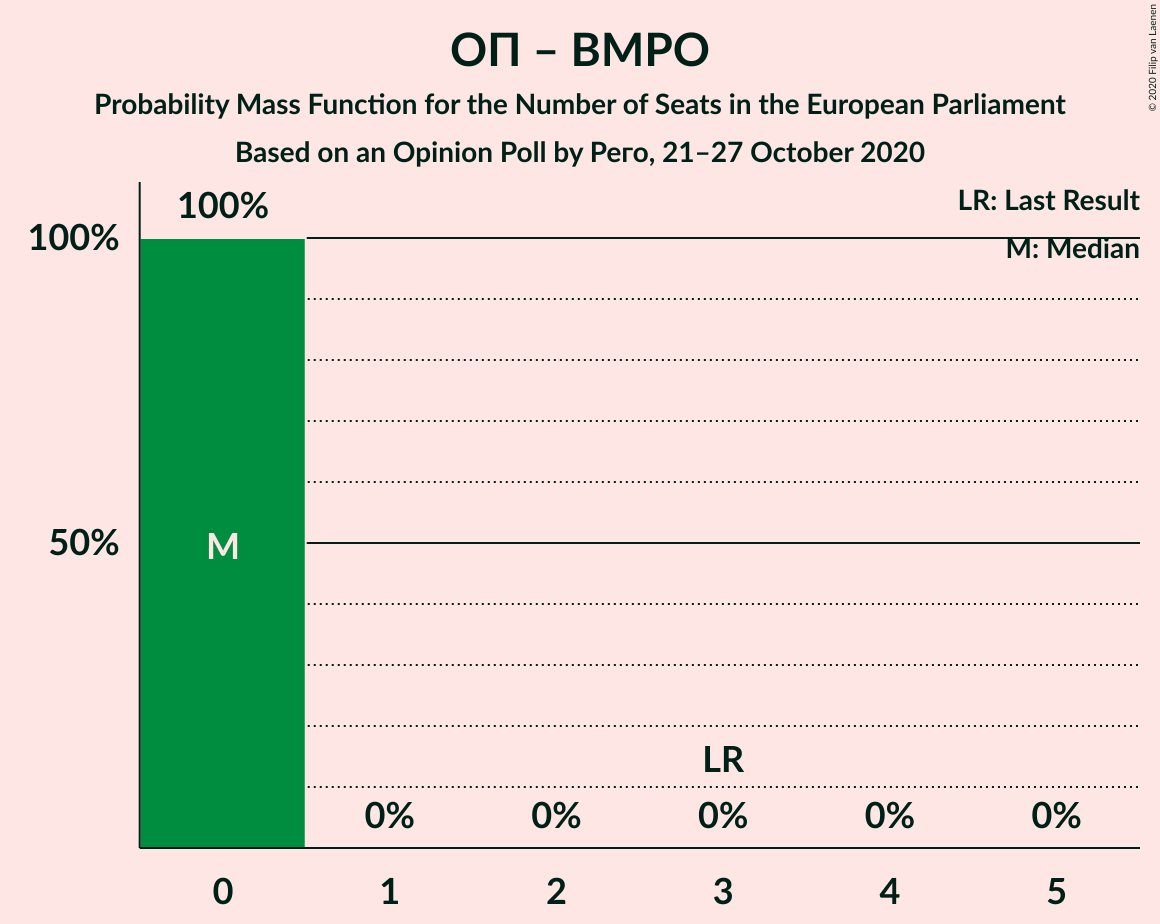 ОП – ВМРО
Probability Mass Function for the Number of Seats in the European Parliament
Based on an Opinion Poll by Pero, 21–27 October 2020
© 2020 Filip van Laenen
LR: Last Result
M: Median
100%
100%
50%
M
LR
0% 0% 0% 0% 0%
0 1 2 3 4 5